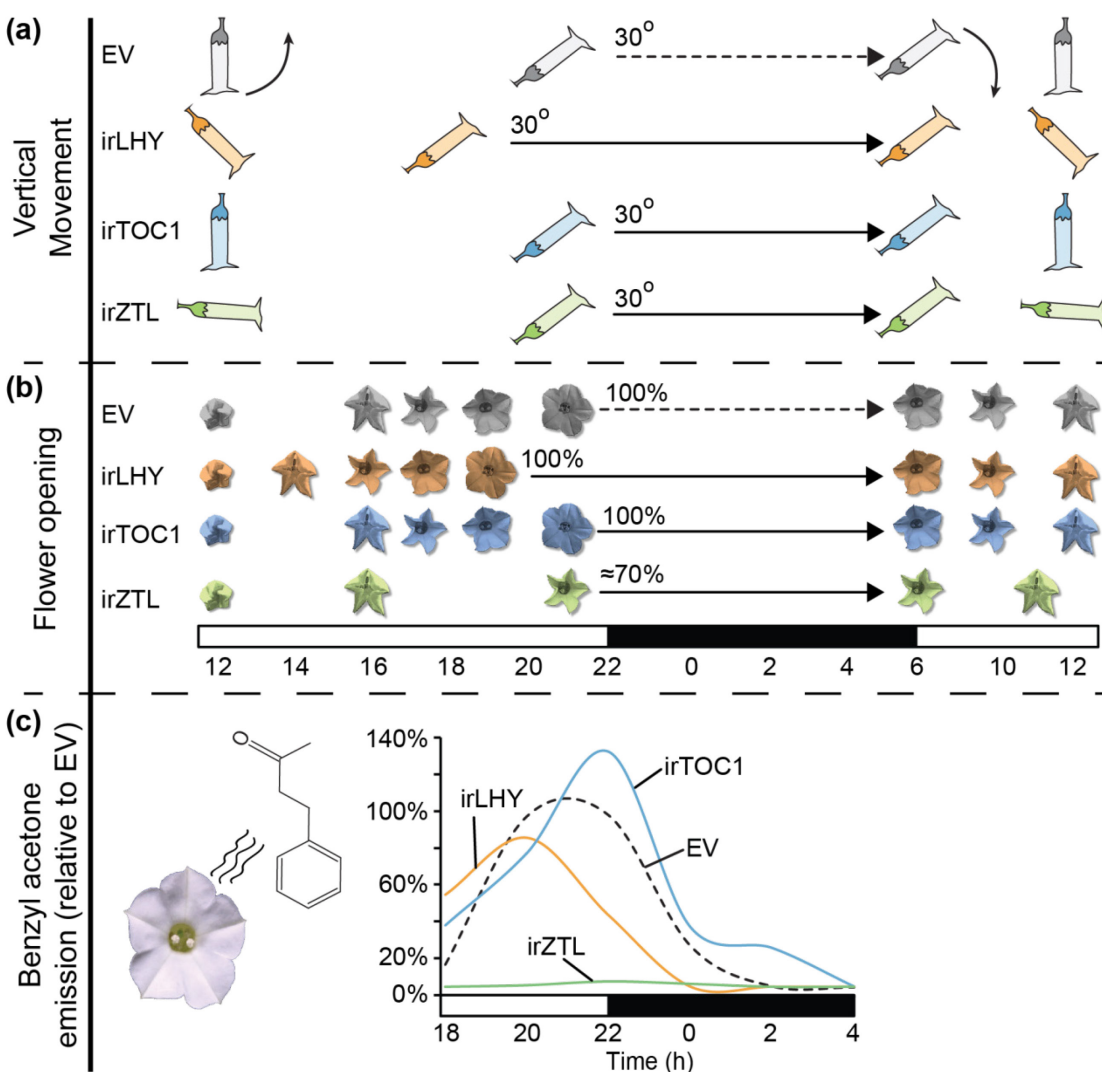 (a)
Vertical
Movement
EV
30°
irLHY
30°
irTOC1
30°
irZTL
30°
(b)
Flower opening
EV
100%
irLHY
100%
irTOC1
100%
irZTL
≈70%
12 14 16 18 20 22 0 2 4 6 10 12
(c)
Benzyl acetone
emission (relative to EV)
O
140%
100%
60%
20%
0%
irLHY
irTOC1
EV
irZTL
18 20 22 0 2 4
Time (h)